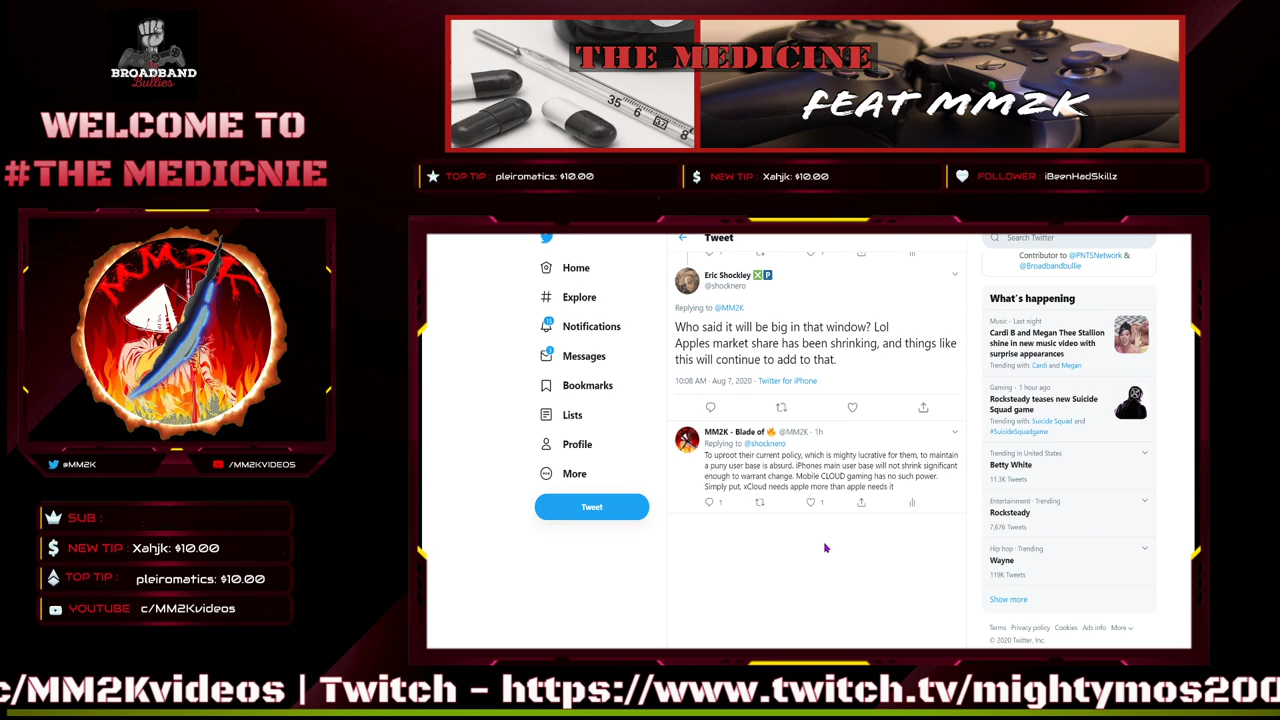 BROADBAND
Bullies
WELCOME TO
#THE MEDICNIE
THE MEDICINE
FEAT MM2K
35
6
32
8
TOP TIP : pleiromatics: $10.00
NEW TIP : Xahjk: $10.00
FOLLOWER : iBeenHadSkillz
MM2K
@MM2K
/MM2KVIDEOS
SUB :
NEW TIP : Xahjk: $10.00
TOP TIP : pleiromatics: $10.00
YOUTUBE c/MM2Kvideos
Home
Explore
15
Notifications
3
Messages
Bookmarks
Lists
Profile
More
Tweet
Tweet
Eric Shockley
@shocknero
Replying to @MM2K
Who said it will be big in that window? Lol
Apples market share has been shrinking, and things like
this will continue to add to that.
10:08 AM · Aug 7, 2020 · Twitter for iPhone
MM2K - Blade of 🔥 @MM2K · 1h
Replying to @shocknero
To uproot their current policy, which is mighty lucrative for them, to maintain
a puny user base is absurd. iPhones main user base will not shrink significant
enough to warrant change. Mobile CLOUD gaming has no such power.
Simply put, xCloud needs apple more than apple needs it
1
1
Search Twitter
Contributor to @PNTSNetwork &
@Broadbandbullie
What's happening
Music · Last night
Cardi B and Megan Thee Stallion
shine in new music video with
surprise appearances
Trending with: Cardi and Megan
Gaming · 1 hour ago
Rocksteady teases new Suicide
Squad game
Trending with: Suicide Squad and
#SuicideSquadgame
Trending in United States
Betty White
11.3K Tweets
Entertainment · Trending
Rocksteady
7,676 Tweets
Hip hop · Trending
Wayne
119K Tweets
Show more
Terms Privacy policy Cookies Ads info More
© 2020 Twitter, Inc.
c/MM2Kvideos | Twitch - https://www.twitch.tv/mightymos200